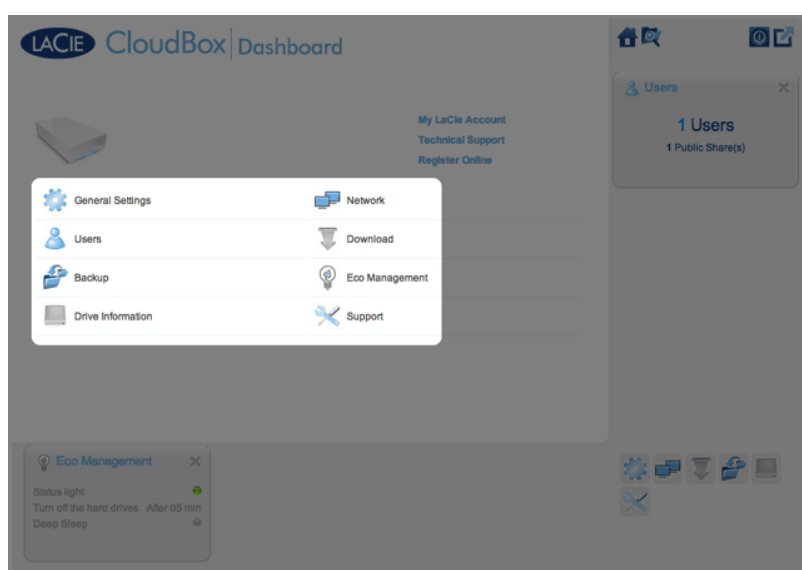 LACIE CloudBox Dashboard
My LaCie Account
Technical Support
Register Online
Users
1 Users
1 Public Share(s)
General Settings
Network
Users
Download
Backup
Eco Management
Drive Information
Support
Eco Management
Status light
Turn off the hard drives After 05 min
Deep Sleep